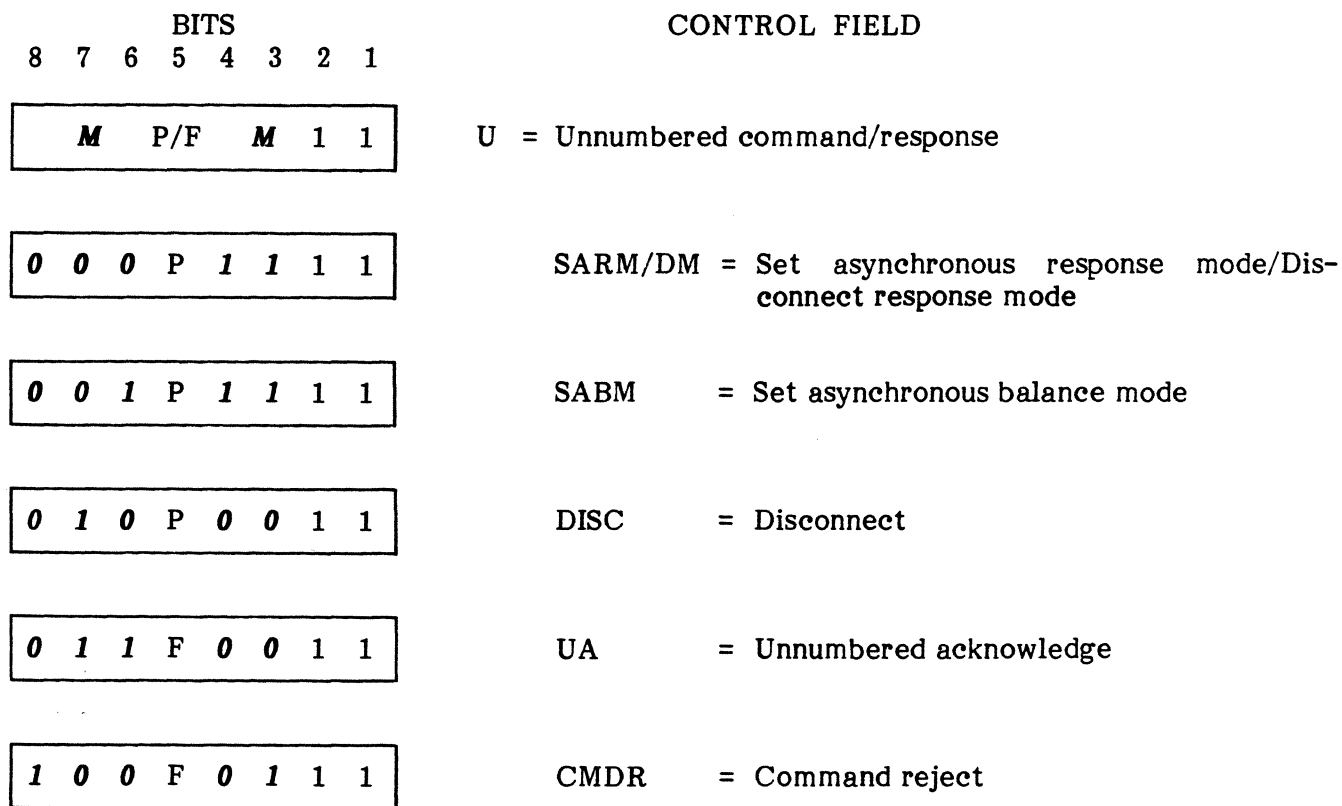 BITS CONTROL FIELD
8 7 6 5 4 3 2 1
M P/F M 1 1 U = Unnumbered command/response
0 0 0 P 1 1 1 1 SARM/DM = Set asynchronous response mode/Dis-
connect response mode
0 0 1 P 1 1 1 1 SABM = Set asynchronous balance mode
0 1 0 P 0 0 1 1 DISC = Disconnect
0 1 1 F 0 0 1 1 UA = Unnumbered acknowledge
1 0 0 F 0 1 1 1 CMDR = Command reject